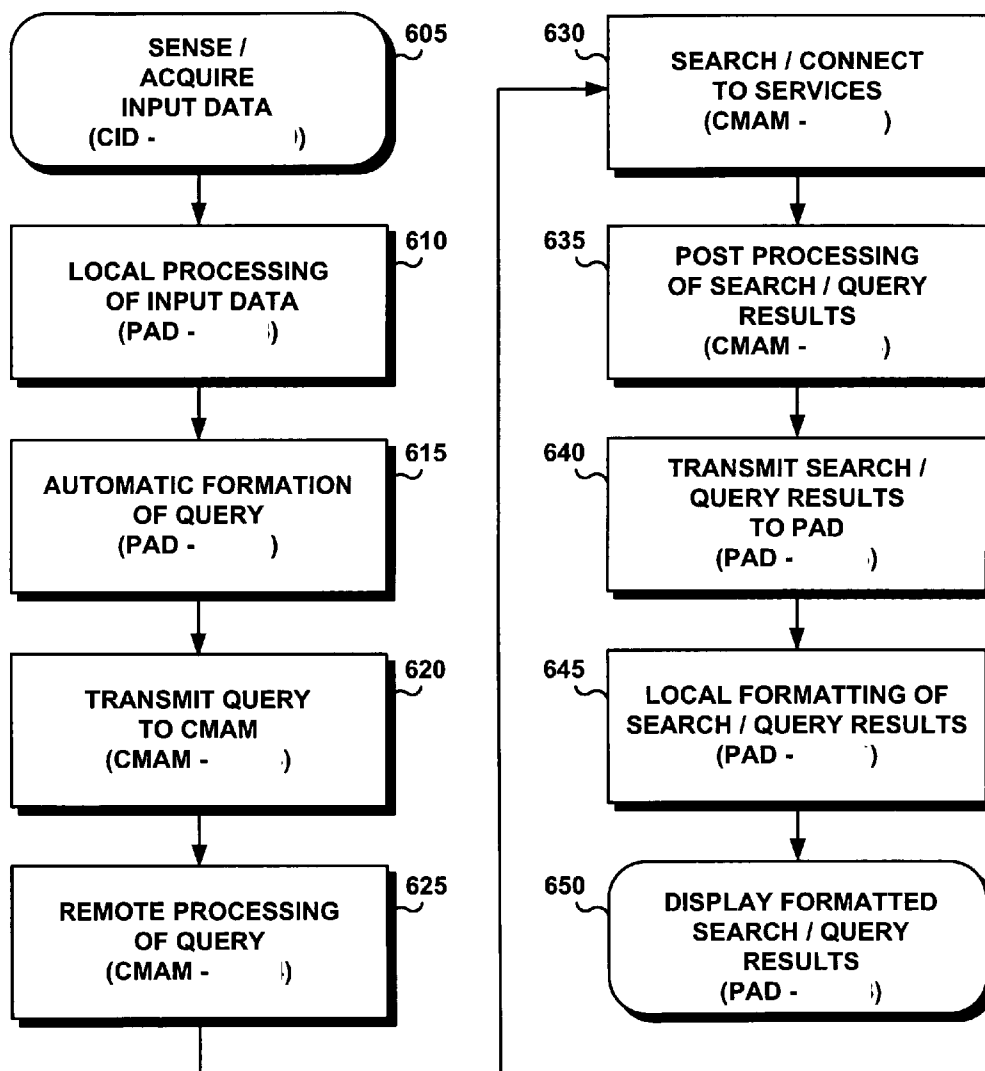 605
SENSE /
ACQUIRE
INPUT DATA
(CID - )
610
LOCAL PROCESSING
OF INPUT DATA
(PAD - )
615
AUTOMATIC FORMATION
OF QUERY
(PAD - )
620
TRANSMIT QUERY
TO CMAM
(CMAM - )
625
REMOTE PROCESSING
OF QUERY
(CMAM - )
630
SEARCH / CONNECT
TO SERVICES
(CMAM - )
635
POST PROCESSING
OF SEARCH / QUERY
RESULTS
(CMAM - )
640
TRANSMIT SEARCH /
QUERY RESULTS
TO PAD
(PAD - )
645
LOCAL FORMATTING OF
SEARCH / QUERY RESULTS
(PAD - )
650
DISPLAY FORMATTED
SEARCH / QUERY
RESULTS
(PAD - )